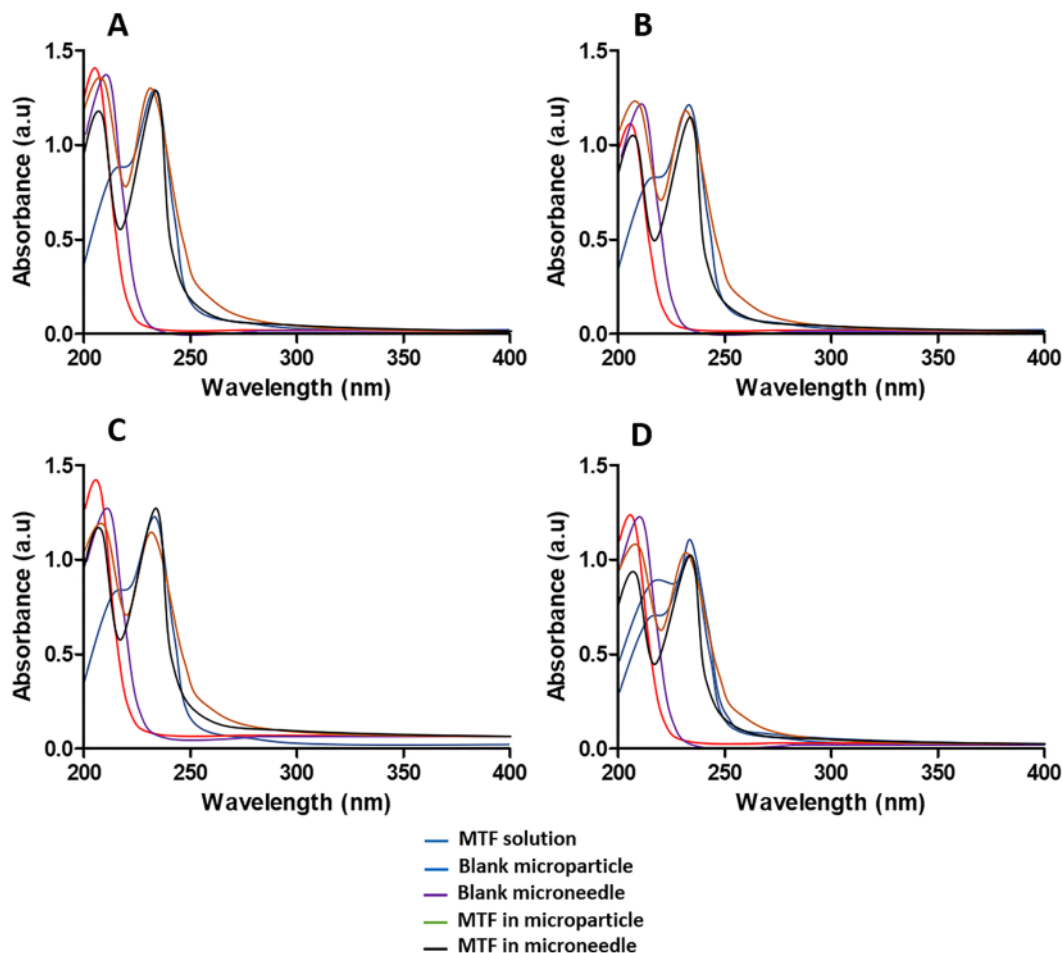 A
1.5
1.0
0.5
0.0
200
250
300
350
400
Absorbance (a.u)
Wavelength (nm)
B
1.5
1.0
0.5
0.0
200
250
300
350
400
Absorbance (a.u)
Wavelength (nm)
C
1.5
1.0
0.5
0.0
200
250
300
350
400
Absorbance (a.u)
Wavelength (nm)
D
1.5
1.0
0.5
0.0
200
250
300
350
400
Absorbance (a.u)
Wavelength (nm)
MTF solution
Blank microparticle
Blank microneedle
MTF in microparticle
MTF in microneedle